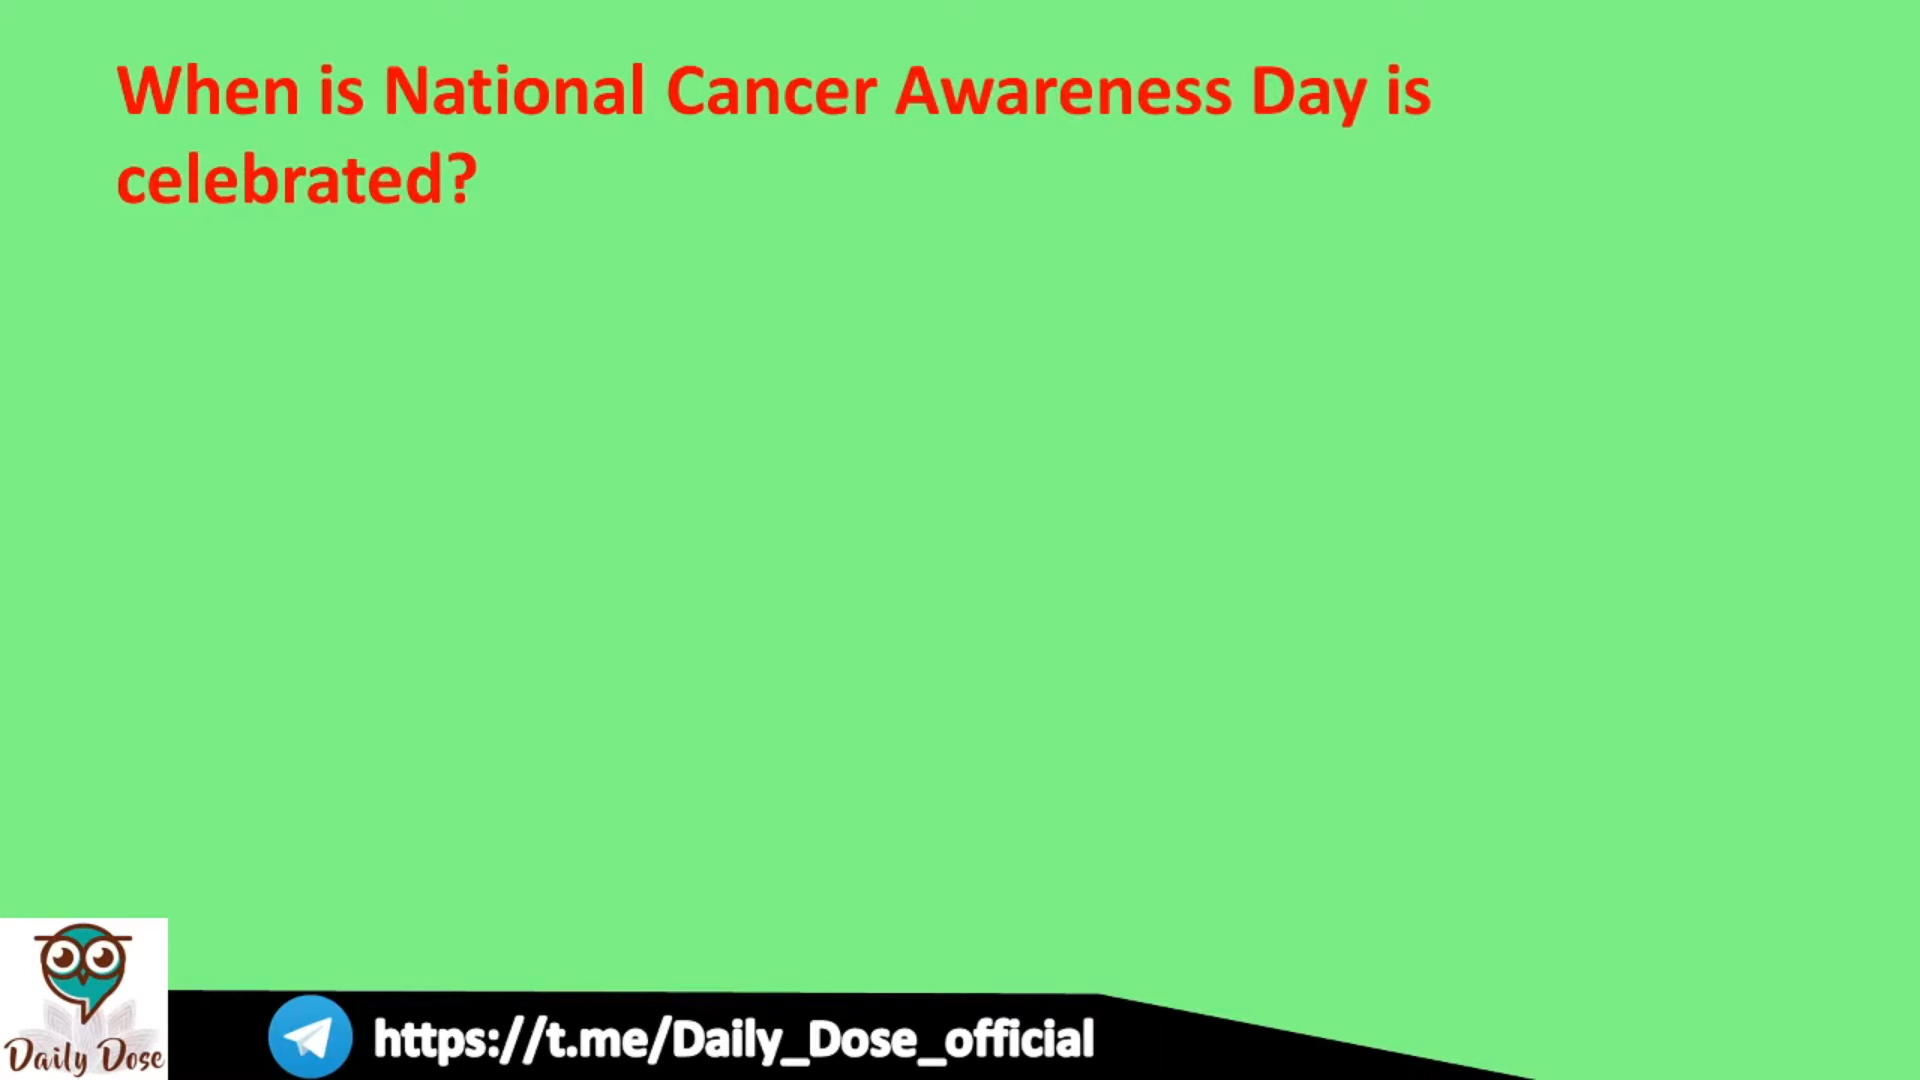 When is National Cancer Awareness Day is
celebrated?
Daily Dose
https://t.me/Daily_Dose_official